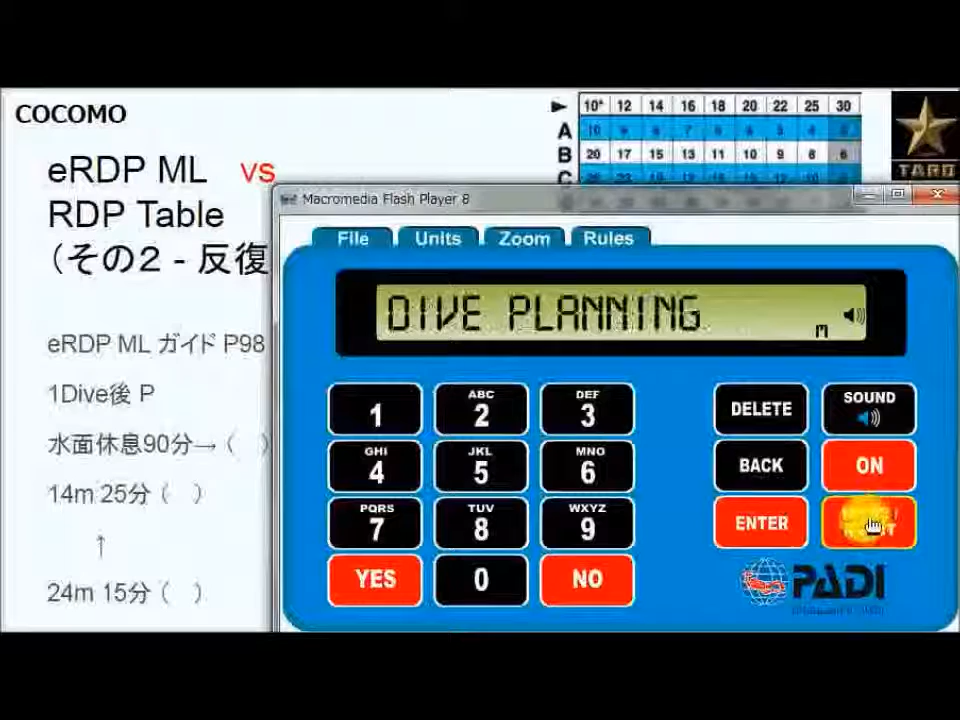 COCOMO
eRDP ML VS
RDP Table
（その2 - 反復
eRDP ML ガイド P98
1Dive後 P
水面休息90分→（　）
14m 25分（　）
↑
24m 15分（　）
► 10* 12 14 16 18 20 22 25 30
A
B 20 17 15 13 11 10 9 8 6
C
TARO
Macromedia Flash Player 8
File Units Zoom Rules
DIVE PLANNING m
1 ABC 2 DEF 3 DELETE SOUND
GHI 4 JKL 5 MNO 6 BACK ON
PQRS 7 TUV 8 WXYZ 9 ENTER
YES 0 NO PADI